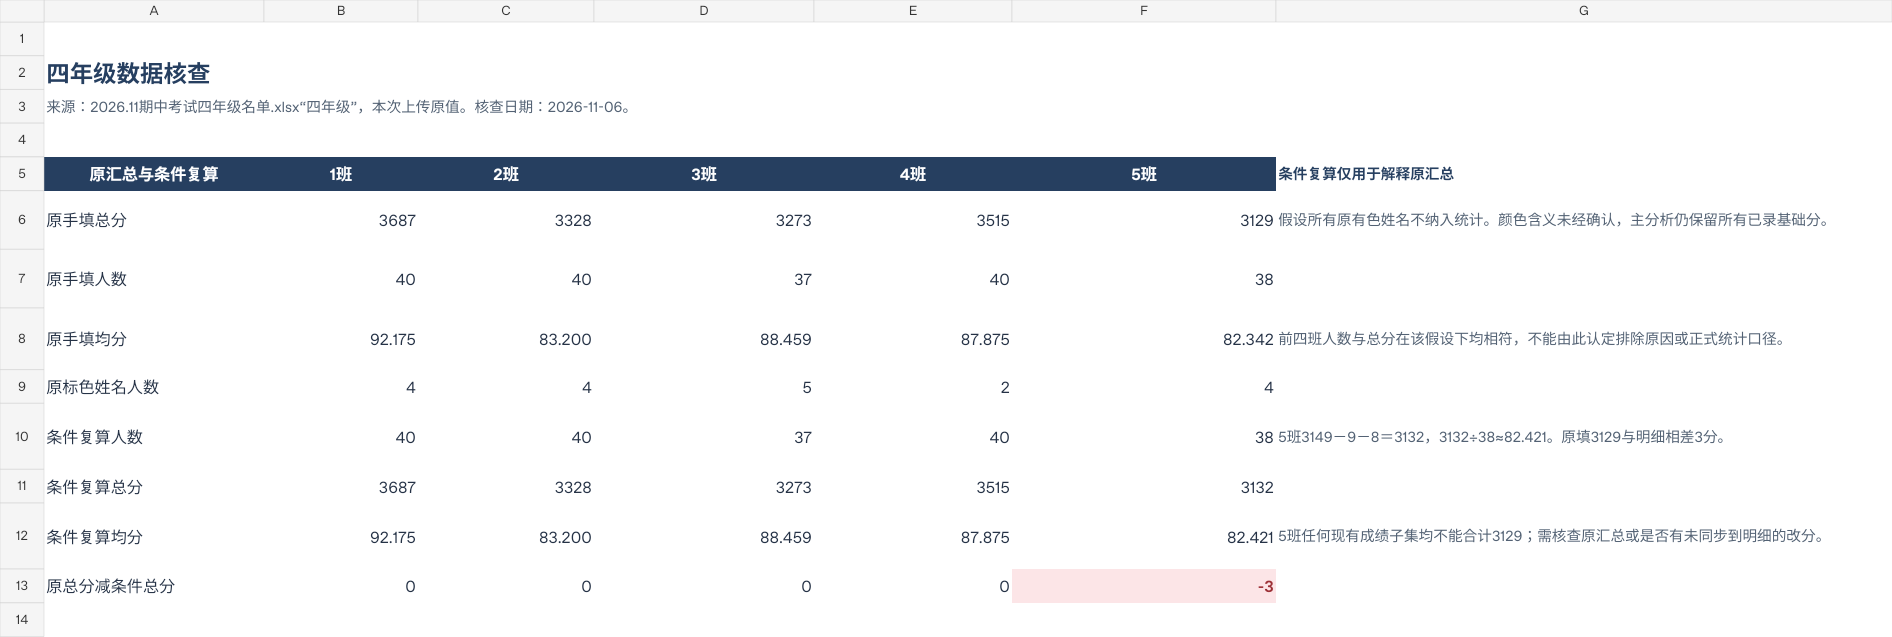 A B C D E F G
1
2 四年级数据核查
3 来源：2026.11期中考试四年级名单.xlsx“四年级”，本次上传原值。核查日期：2026-11-06。
4
5 原汇总与条件复算 1班 2班 3班 4班 5班 条件复算仅用于解释原汇总
6 原手填总分 3687 3328 3273 3515 3129 假设所有原有色姓名不纳入统计。颜色含义未经确认，主分析仍保留所有已录基础分。
7 原手填人数 40 40 37 40 38
8 原手填均分 92.175 83.200 88.459 87.875 82.342 前四班人数与总分在该假设下均相符，不能由此认定排除原因或正式统计口径。
9 原标色姓名人数 4 4 5 2 4
10 条件复算人数 40 40 37 40 38 5班3149－9－8＝3132，3132÷38≈82.421。原填3129与明细相差3分。
11 条件复算总分 3687 3328 3273 3515 3132
12 条件复算均分 92.175 83.200 88.459 87.875 82.421 5班任何现有成绩子集均不能合计3129；需核查原汇总或是否有未同步到明细的改分。
13 原总分减条件总分 0 0 0 0 -3
14